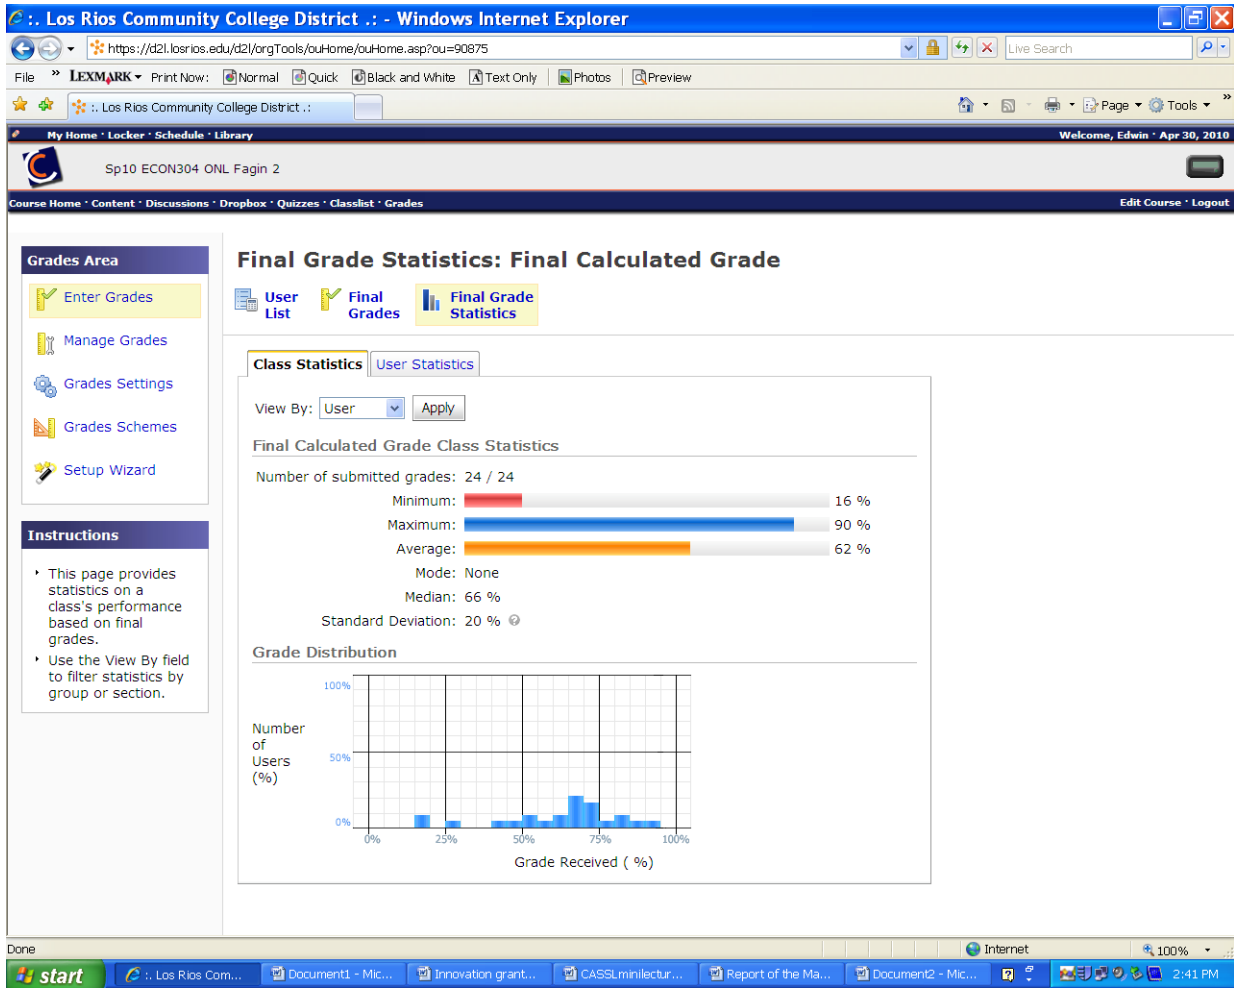 :. Los Rios Community College District .: - Windows Internet Explorer
https://d2l.losrios.edu/d2l/orgTools/ouHome/ouHome.asp?ou=90875
Live Search
File » LEXMARK Print Now: Normal Quick Black and White Text Only Photos Preview
:. Los Rios Community College District .:
Page Tools »
My Home · Locker · Schedule · Library
Welcome, Edwin · Apr 30, 2010
Sp10 ECON304 ONL Fagin 2
Course Home · Content · Discussions · Dropbox · Quizzes · Classlist · Grades
Edit Course · Logout
Grades Area
Enter Grades
Manage Grades
Grades Settings
Grades Schemes
Setup Wizard
Instructions
This page provides
statistics on a
class's performance
based on final
grades.
Use the View By field
to filter statistics by
group or section.
Final Grade Statistics: Final Calculated Grade
User
List
Final
Grades
Final Grade
Statistics
Class Statistics User Statistics
View By: User Apply
Final Calculated Grade Class Statistics
Number of submitted grades: 24 / 24
Minimum: 16 %
Maximum: 90 %
Average: 62 %
Mode: None
Median: 66 %
Standard Deviation: 20 %
Grade Distribution
100%
Number
of
Users
(%)
50%
0%
0% 25% 50% 75% 100%
Grade Received ( %)
Done
Internet
100%
start
:. Los Rios Com...
Document1 - Mic...
Innovation grant...
CASSLminilectur...
Report of the Ma...
Document2 - Mic...
2:41 PM